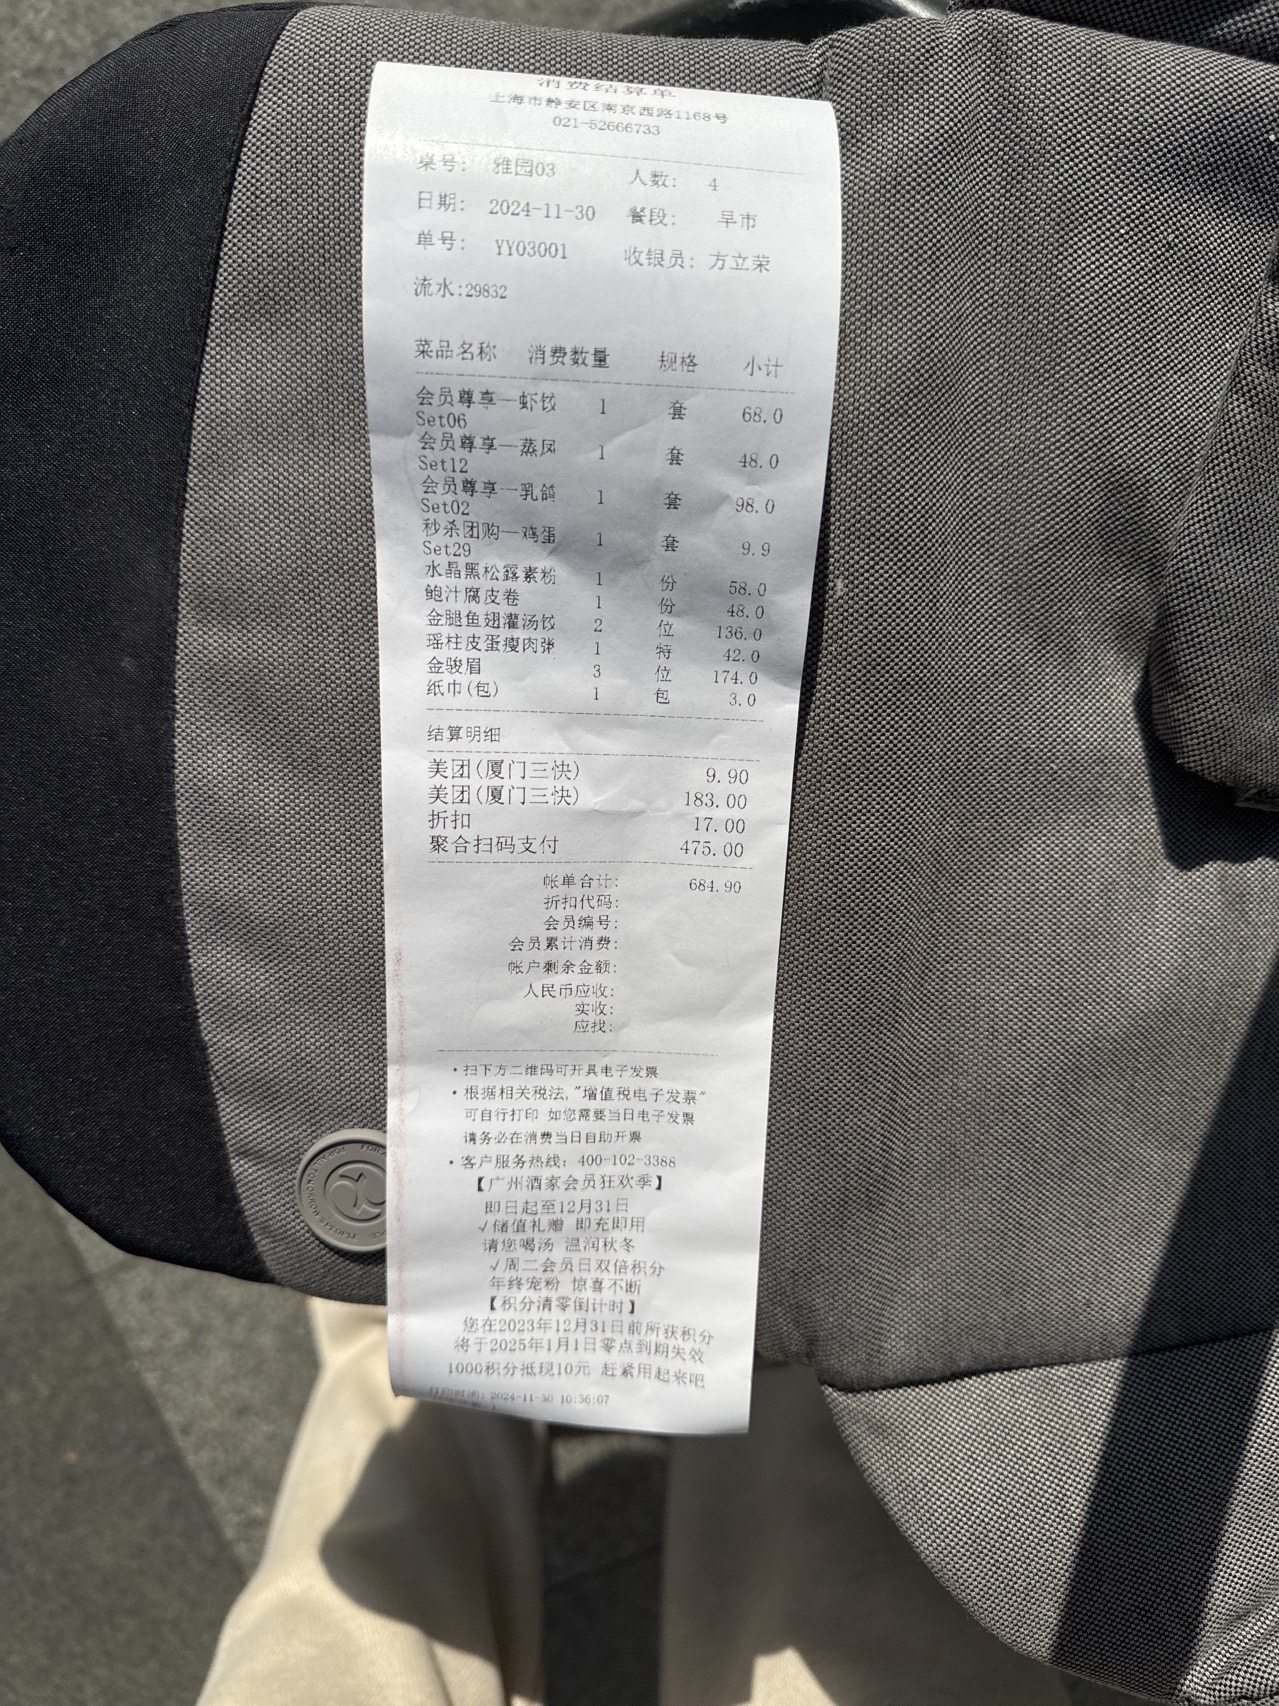 消费结算单
上海市静安区南京西路1168号
021-52666733
桌号: 雅园03 人数: 4
日期: 2024-11-30 餐段: 早市
单号: YY03001 收银员: 方立荣
流水:29832
菜品名称 消费数量 规格 小计
会员尊享—虾饺 1 套 68.0
Set06
会员尊享—蒸凤 1 套 48.0
Set12
会员尊享—乳鸽 1 套 98.0
Set02
秒杀团购—鸡蛋 1 套 9.9
Set29
水晶黑松露素粉 1 份 58.0
鲍汁腐皮卷 1 份 48.0
金腿鱼翅灌汤饺 2 位 136.0
瑶柱皮蛋瘦肉粥 1 特 42.0
金骏眉 3 位 174.0
纸巾(包) 1 包 3.0
结算明细
美团(厦门三快) 9.90
美团(厦门三快) 183.00
折扣 17.00
聚合扫码支付 475.00
帐单合计: 684.90
折扣代码:
会员编号:
会员累计消费:
帐户剩余金额:
人民币应收:
实收:
应找:
·扫下方二维码可开具电子发票
·根据相关税法,"增值税电子发票"
可自行打印 如您需要当日电子发票
请务必在消费当日自助开票
·客户服务热线: 400-102-3388
【广州酒家会员狂欢季】
即日起至12月31日
√储值礼赠 即充即用
请您喝汤 温润秋冬
√周二会员日双倍积分
年终宠粉 惊喜不断
【积分清零倒计时】
您在2023年12月31日前所获积分
将于2025年1月1日零点到期失效
1000积分抵现10元 赶紧用起来吧
打印时间: 2024-11-30 10:36:07